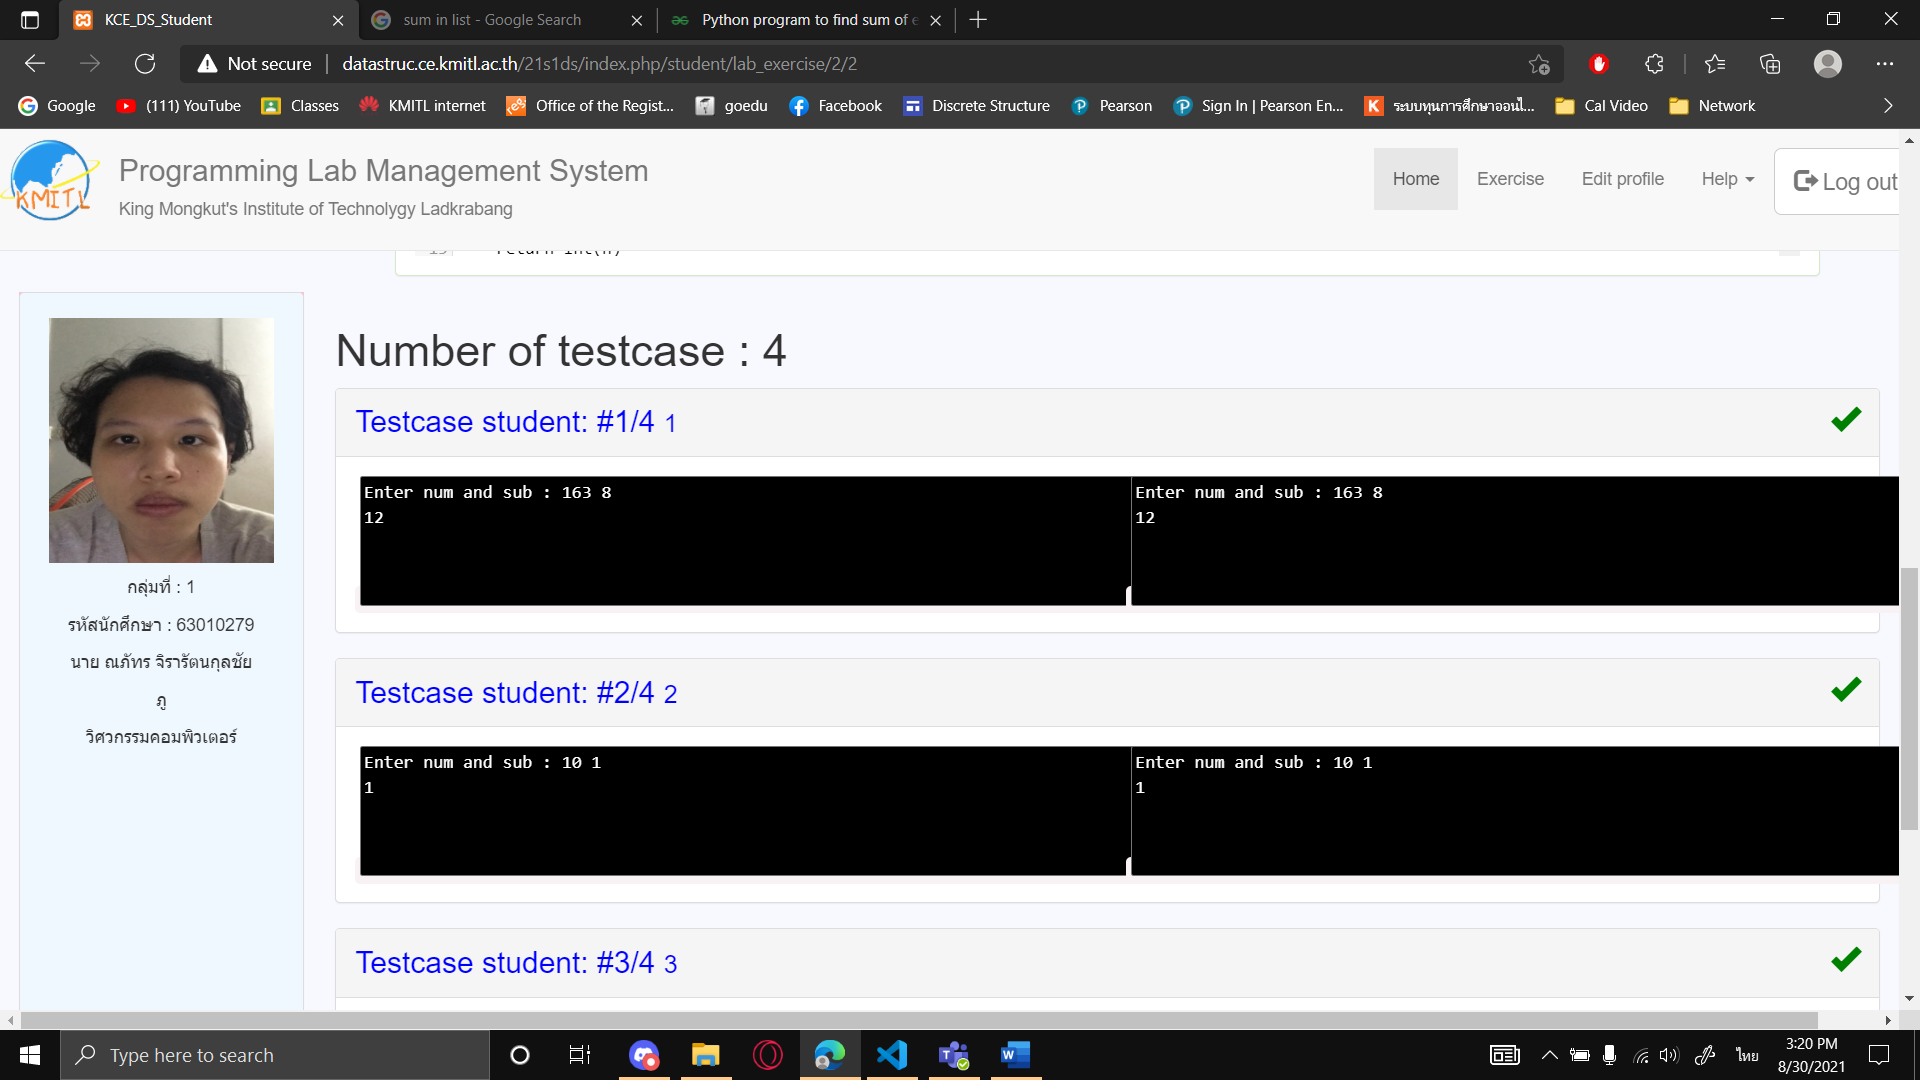 KCE_DS_Student
sum in list - Google Search
Python program to find sum of e
Not secure
datastruc.ce.kmitl.ac.th/21s1ds/index.php/student/lab_exercise/2/2
Google
(111) YouTube
Classes
KMITL internet
Office of the Regist...
goedu
Facebook
Discrete Structure
Pearson
Sign In | Pearson En...
ระบบทุนการศึกษาออนไ...
Cal Video
Network
KMITL
Programming Lab Management System
King Mongkut's Institute of Technolygy Ladkrabang
Home
Exercise
Edit profile
Help
Log out
กลุ่มที่ : 1
รหัสนักศึกษา : 63010279
นาย ณภัทร จิรารัตนกุลชัย
ภู
วิศวกรรมคอมพิวเตอร์
Number of testcase : 4
Testcase student: #1/4 1
Enter num and sub : 163 8
12
Enter num and sub : 163 8
12
Testcase student: #2/4 2
Enter num and sub : 10 1
1
Enter num and sub : 10 1
1
Testcase student: #3/4 3
Type here to search
ไทย
3:20 PM
8/30/2021